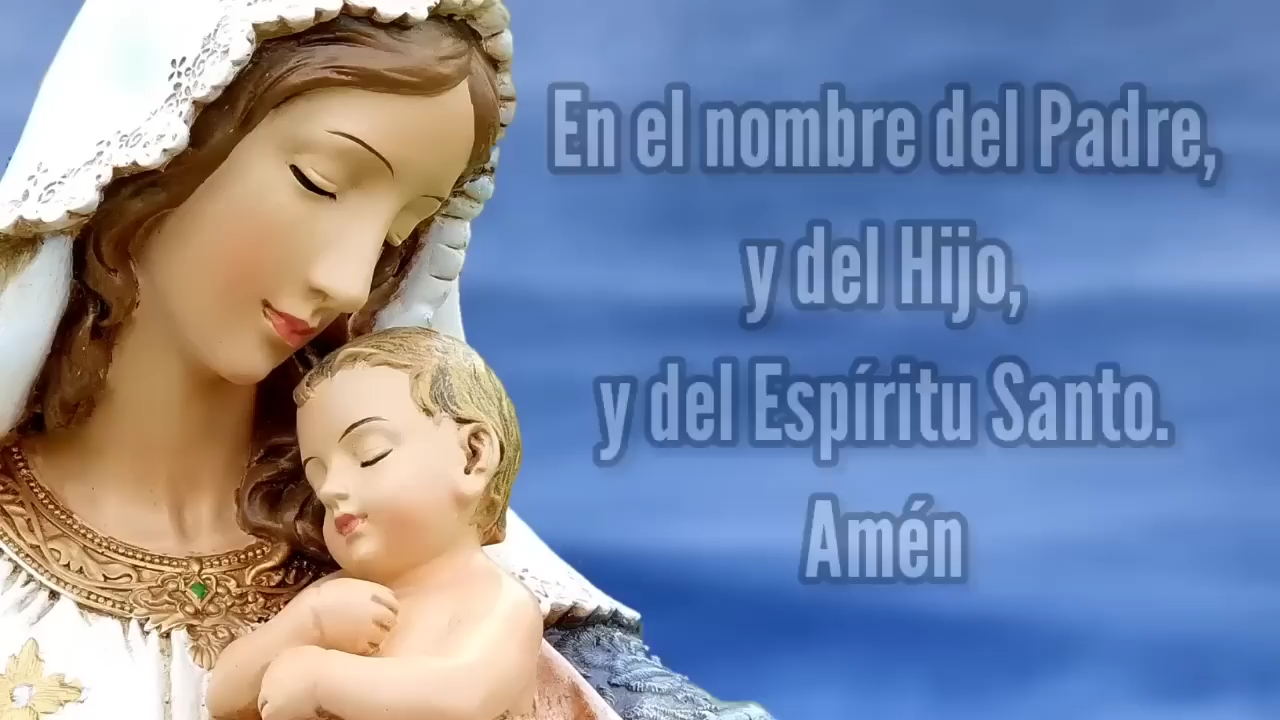 En el nombre del Padre,
y del Hijo,
y del Espíritu Santo.
Amén